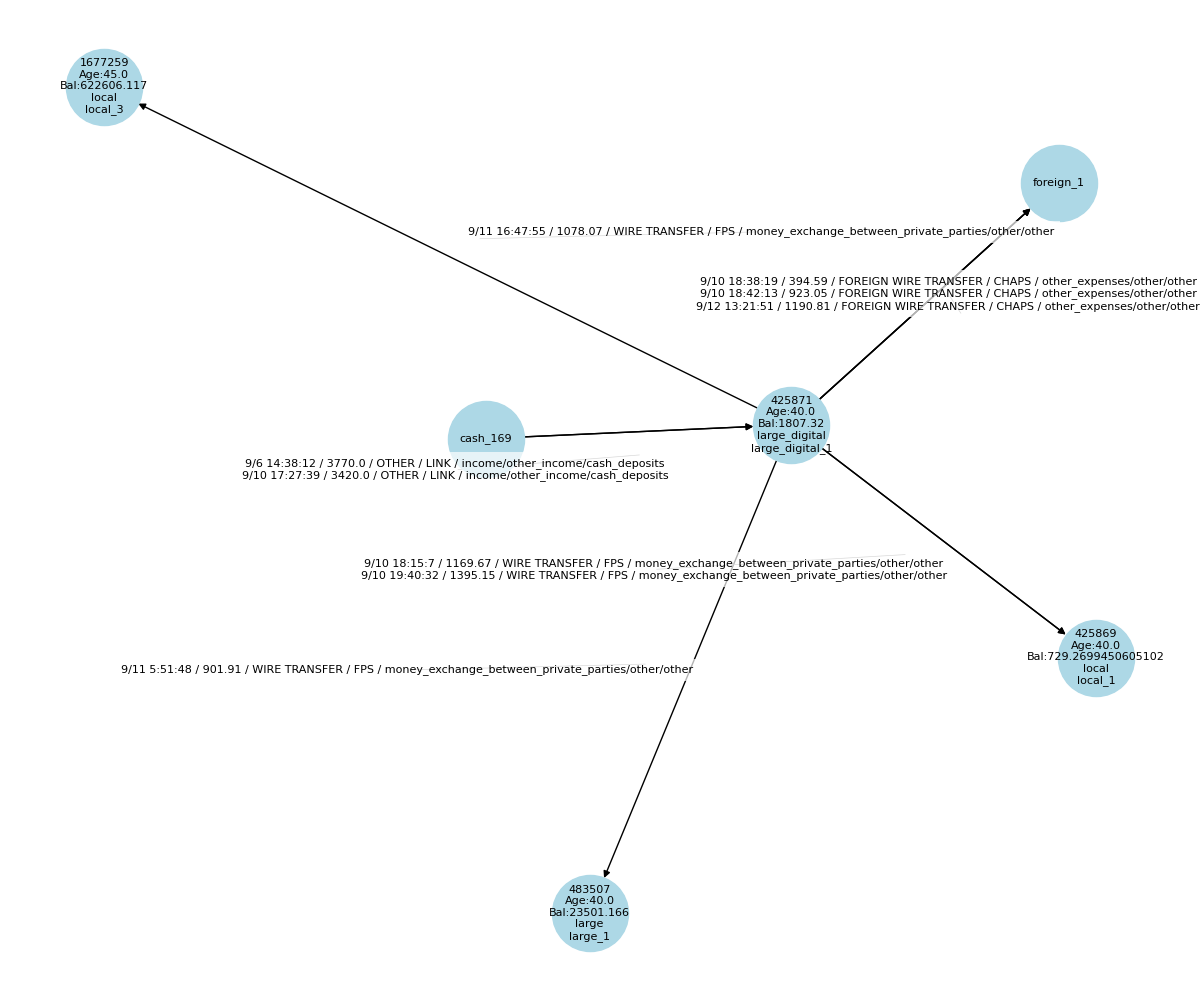 1677259
Age:45.0
Bal:622606.117
local
local_3
foreign_1
9/11 16:47:55 / 1078.07 / WIRE TRANSFER / FPS / money_exchange_between_private_parties/other/other
9/10 18:38:19 / 394.59 / FOREIGN WIRE TRANSFER / CHAPS / other_expenses/other/other
9/10 18:42:13 / 923.05 / FOREIGN WIRE TRANSFER / CHAPS / other_expenses/other/other
9/12 13:21:51 / 1190.81 / FOREIGN WIRE TRANSFER / CHAPS / other_expenses/other/other
425871
Age:40.0
Bal:1807.32
large_digital
large_digital_1
cash_169
9/6 14:38:12 / 3770.0 / OTHER / LINK / income/other_income/cash_deposits
9/10 17:27:39 / 3420.0 / OTHER / LINK / income/other_income/cash_deposits
9/10 18:15:7 / 1169.67 / WIRE TRANSFER / FPS / money_exchange_between_private_parties/other/other
9/10 19:40:32 / 1395.15 / WIRE TRANSFER / FPS / money_exchange_between_private_parties/other/other
425869
Age:40.0
Bal:729.2699450605102
local
local_1
9/11 5:51:48 / 901.91 / WIRE TRANSFER / FPS / money_exchange_between_private_parties/other/other
483507
Age:40.0
Bal:23501.166
large
large_1